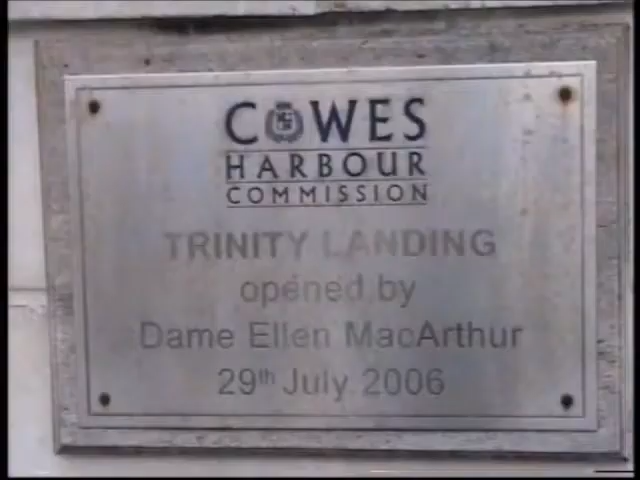 COWES
HARBOUR
COMMISSION
TRINITY LANDING
opened by
Dame Ellen MacArthur
29th July 2006